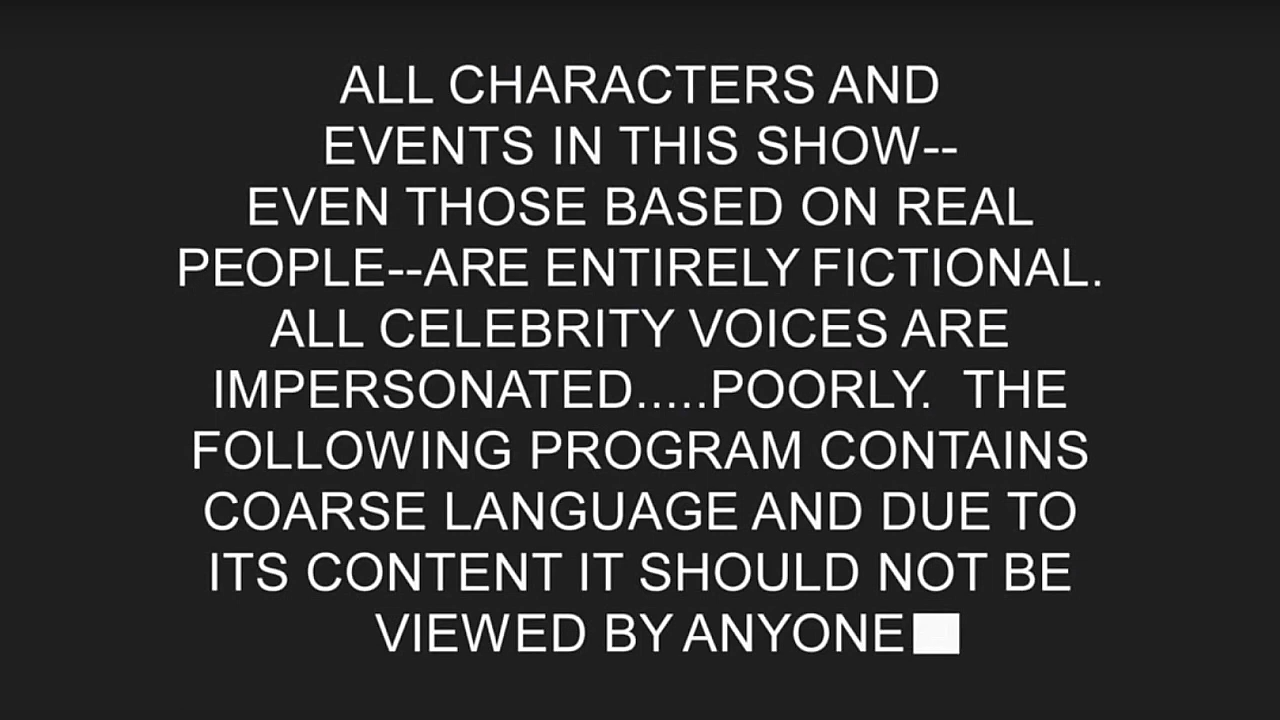 ALL CHARACTERS AND
EVENTS IN THIS SHOW--
EVEN THOSE BASED ON REAL
PEOPLE--ARE ENTIRELY FICTIONAL.
ALL CELEBRITY VOICES ARE
IMPERSONATED.....POORLY.  THE
FOLLOWING PROGRAM CONTAINS
COARSE LANGUAGE AND DUE TO
ITS CONTENT IT SHOULD NOT BE
VIEWED BY ANYONE